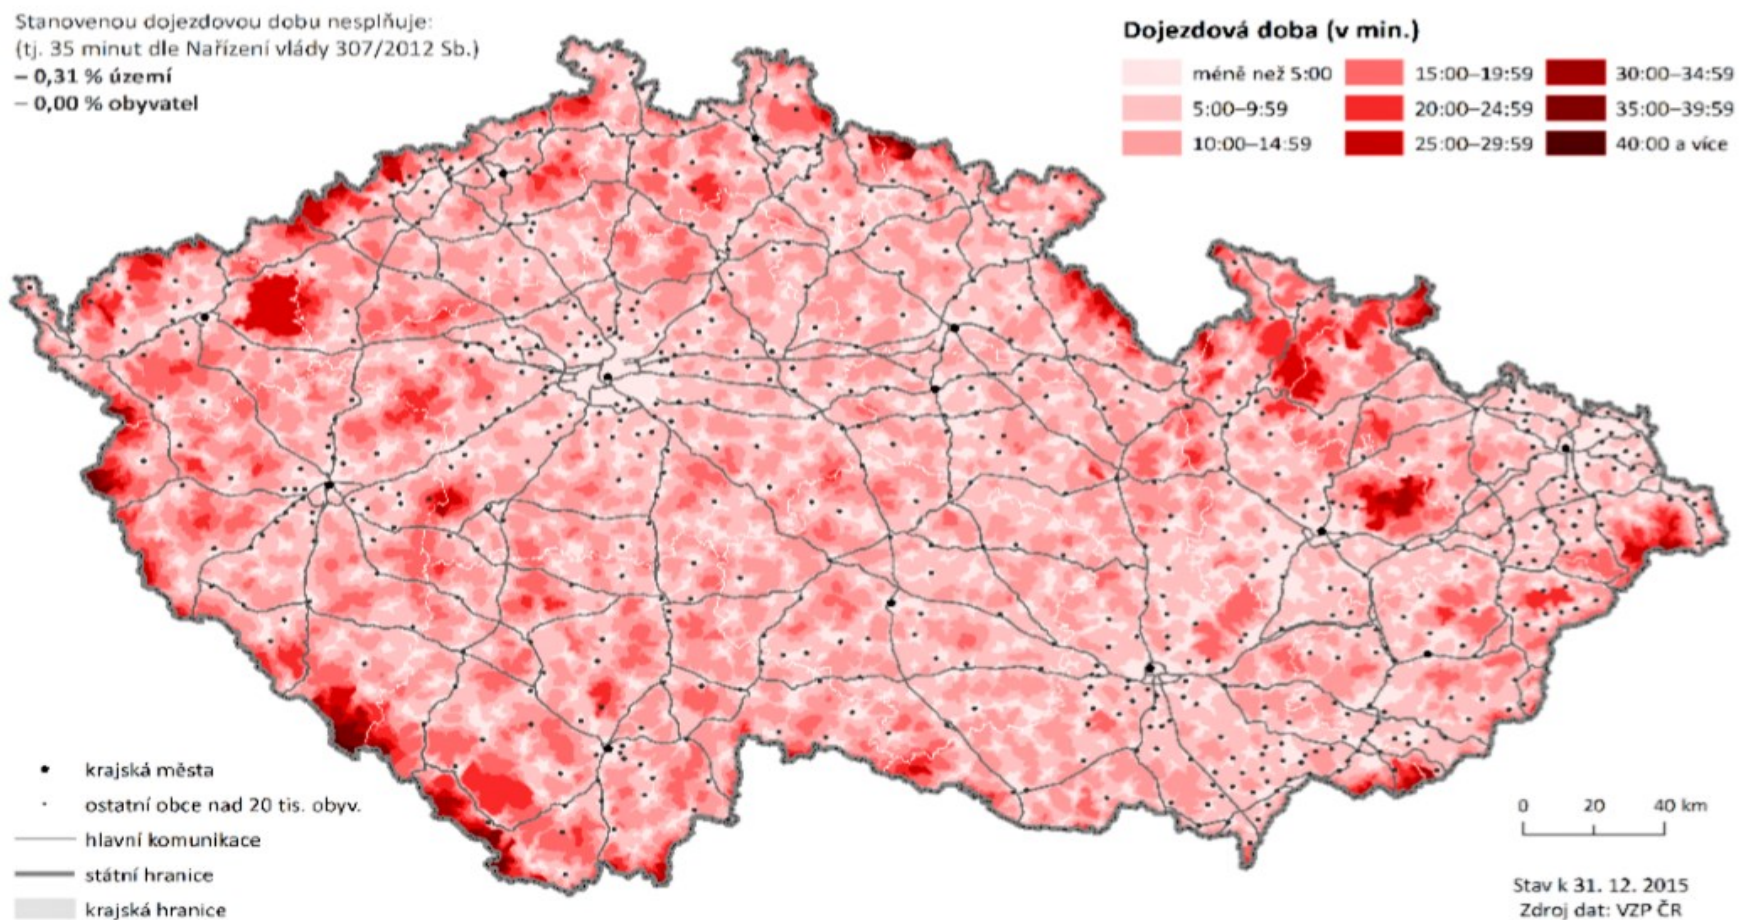 Stanovenou dojezdovou dobu nesplňuje:
(tj. 35 minut dle Nařízení vlády 307/2012 Sb.)
– 0,31 % území
– 0,00 % obyvatel
Dojezdová doba (v min.)
méně než 5:00
5:00–9:59
10:00–14:59
15:00–19:59
20:00–24:59
25:00–29:59
30:00–34:59
35:00–39:59
40:00 a více
krajská města
ostatní obce nad 20 tis. obyv.
hlavní komunikace
státní hranice
krajská hranice
0 20 40 km
Stav k 31. 12. 2015
Zdroj dat: VZP ČR